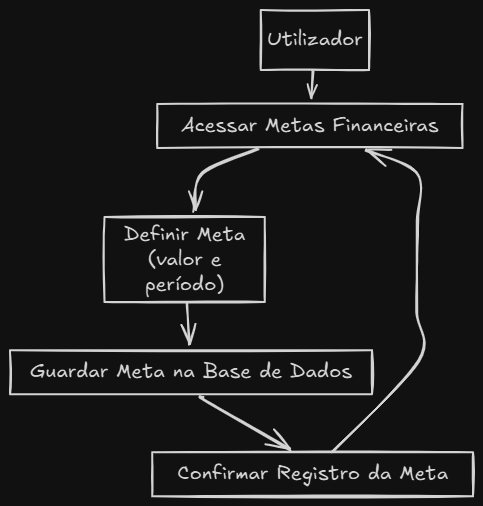 Utilizador
Acessar Metas Financeiras
Definir Meta
(valor e
período)
Guardar Meta na Base de Dados
Confirmar Registro da Meta